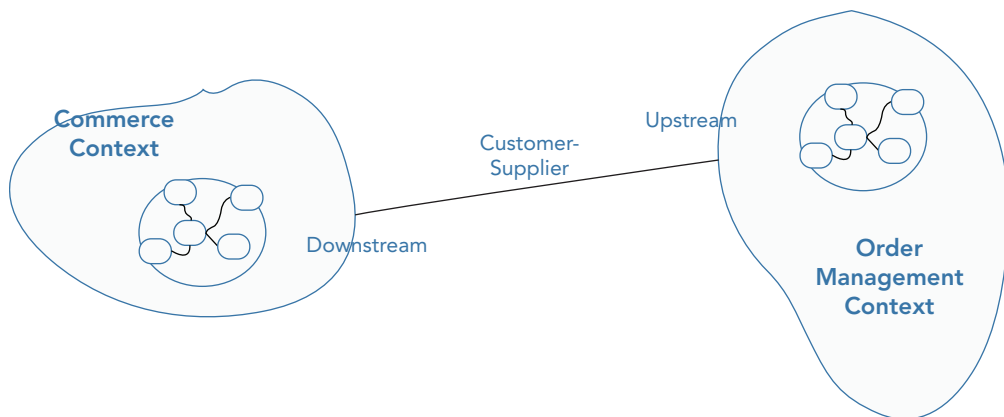 Commerce
Context
Downstream
Customer-
Supplier
Upstream
Order
Management
Context